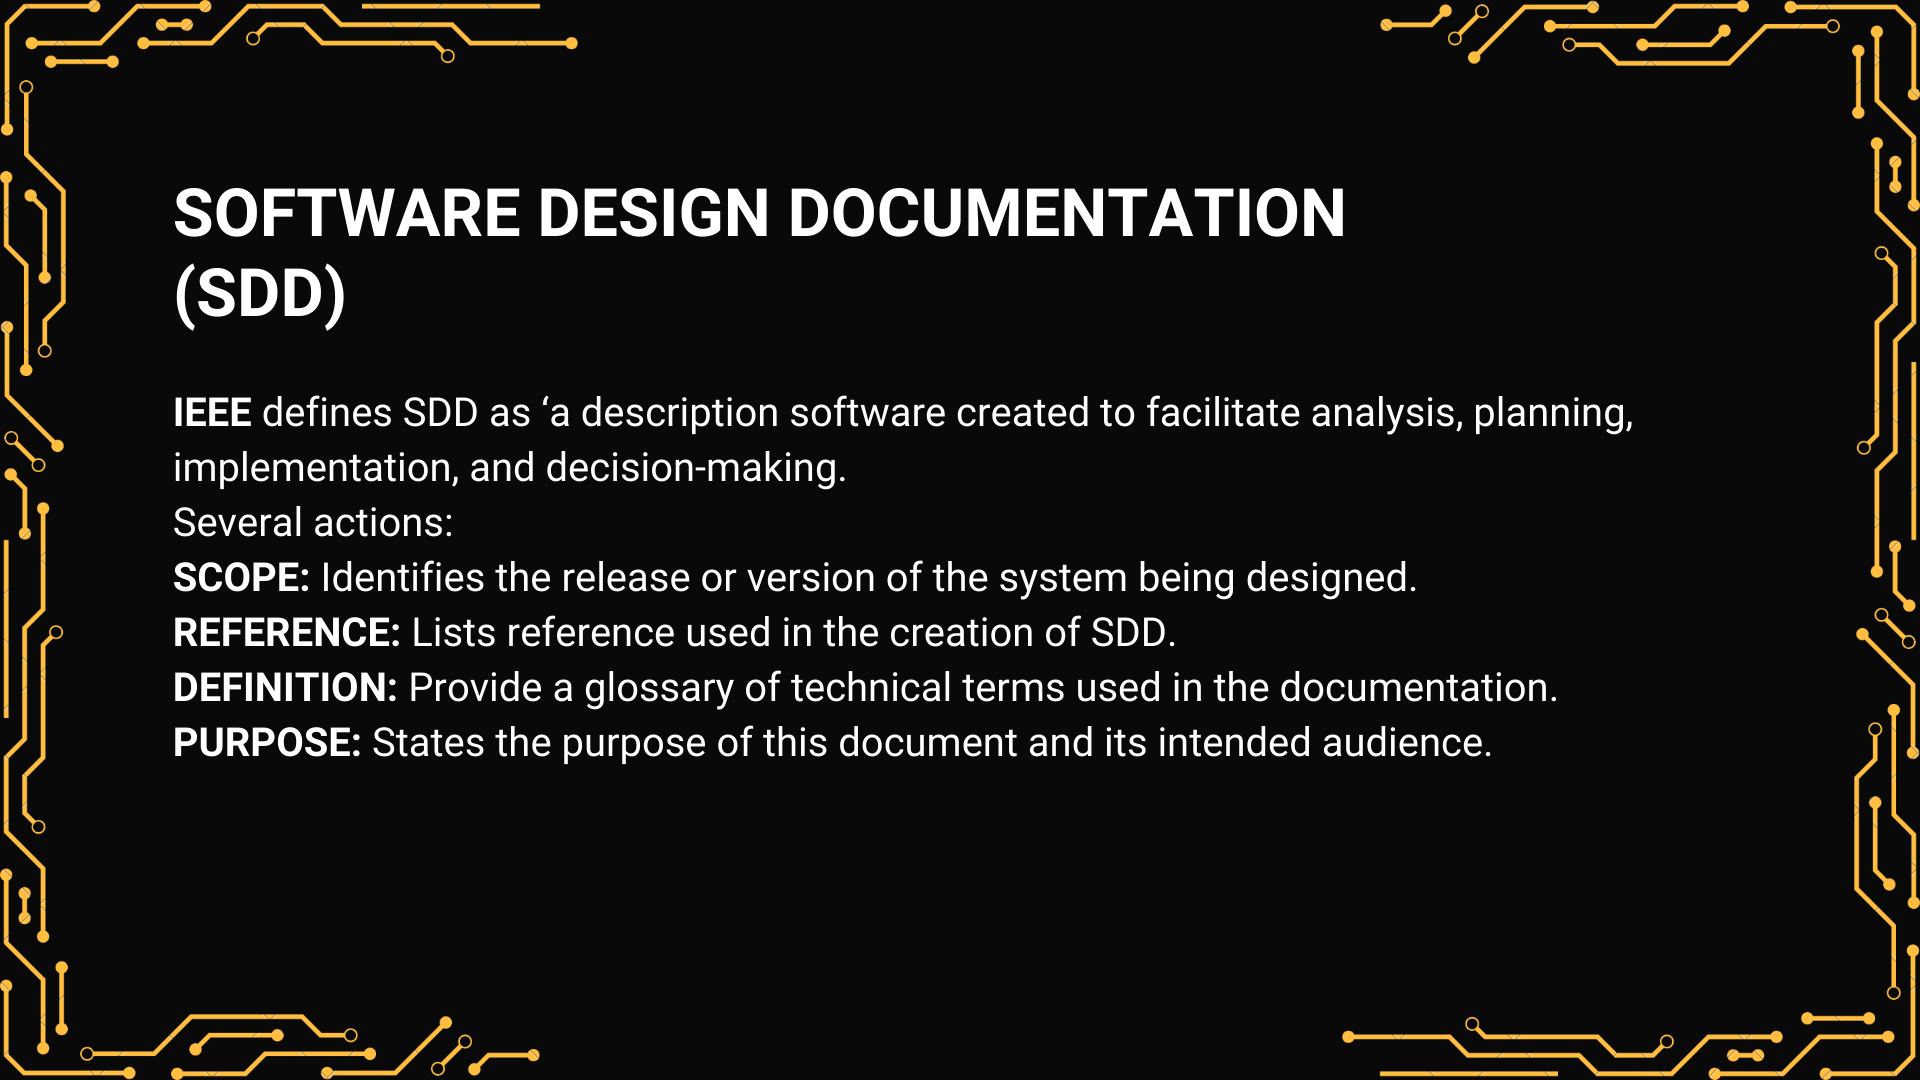 SOFTWARE DESIGN DOCUMENTATION
(SDD)
IEEE defines SDD as ‘a description software created to facilitate analysis, planning,
implementation, and decision-making.
Several actions:
SCOPE: Identifies the release or version of the system being designed.
REFERENCE: Lists reference used in the creation of SDD.
DEFINITION: Provide a glossary of technical terms used in the documentation.
PURPOSE: States the purpose of this document and its intended audience.